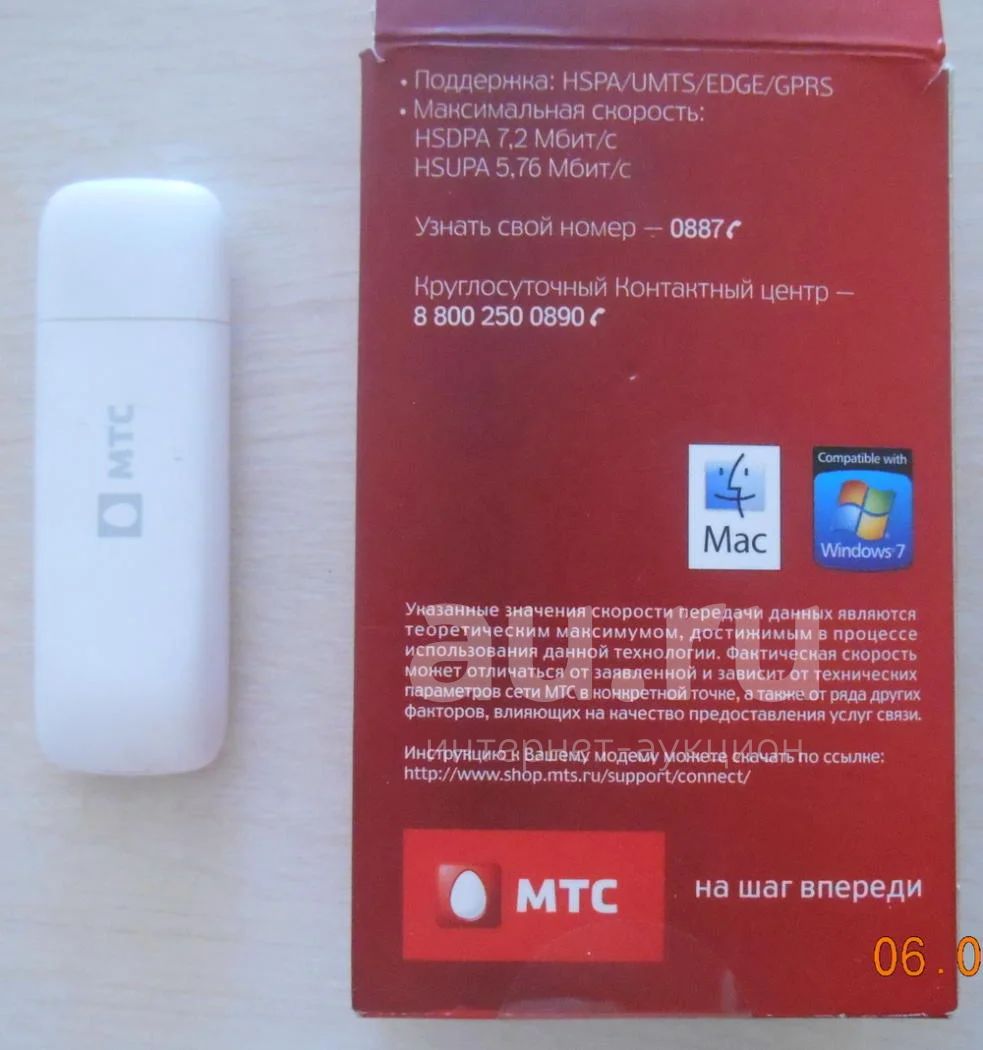 • Поддержка: HSPA/UMTS/EDGE/GPRS
• Максимальная скорость:
HSDPA 7,2 Мбит/с
HSUPA 5,76 Мбит/с
Узнать свой номер — 0887
Круглосуточный Контактный центр —
8 800 250 0890
МТС
Mac
Compatible with
Windows 7
Указанные значения скорости передачи данных являются
теоретическим максимумом, достижимым в процессе
использования данной технологии. Фактическая скорость
может отличаться от заявленной и зависит от технических
параметров сети МТС в конкретной точке, а также от ряда других
факторов, влияющих на качество предоставления услуг связи.
au.ru
интернет-аукцион
Инструкцию к Вашему модему можете скачать по ссылке:
http://www.shop.mts.ru/support/connect/
МТС
на шаг впереди
06.0